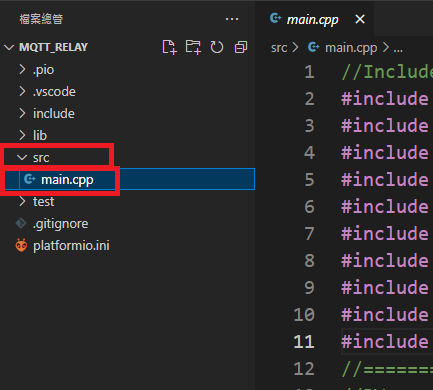 檔案總管
MQTT_RELAY
.pio
.vscode
include
lib
src
main.cpp
test
.gitignore
platformio.ini
main.cpp
src > main.cpp > ...
1 //Include
2 #include
3 #include
4 #include
5 #include
6 #include
7 #include
8 #include
9 #include
10 #include
11 #include
12 //=======